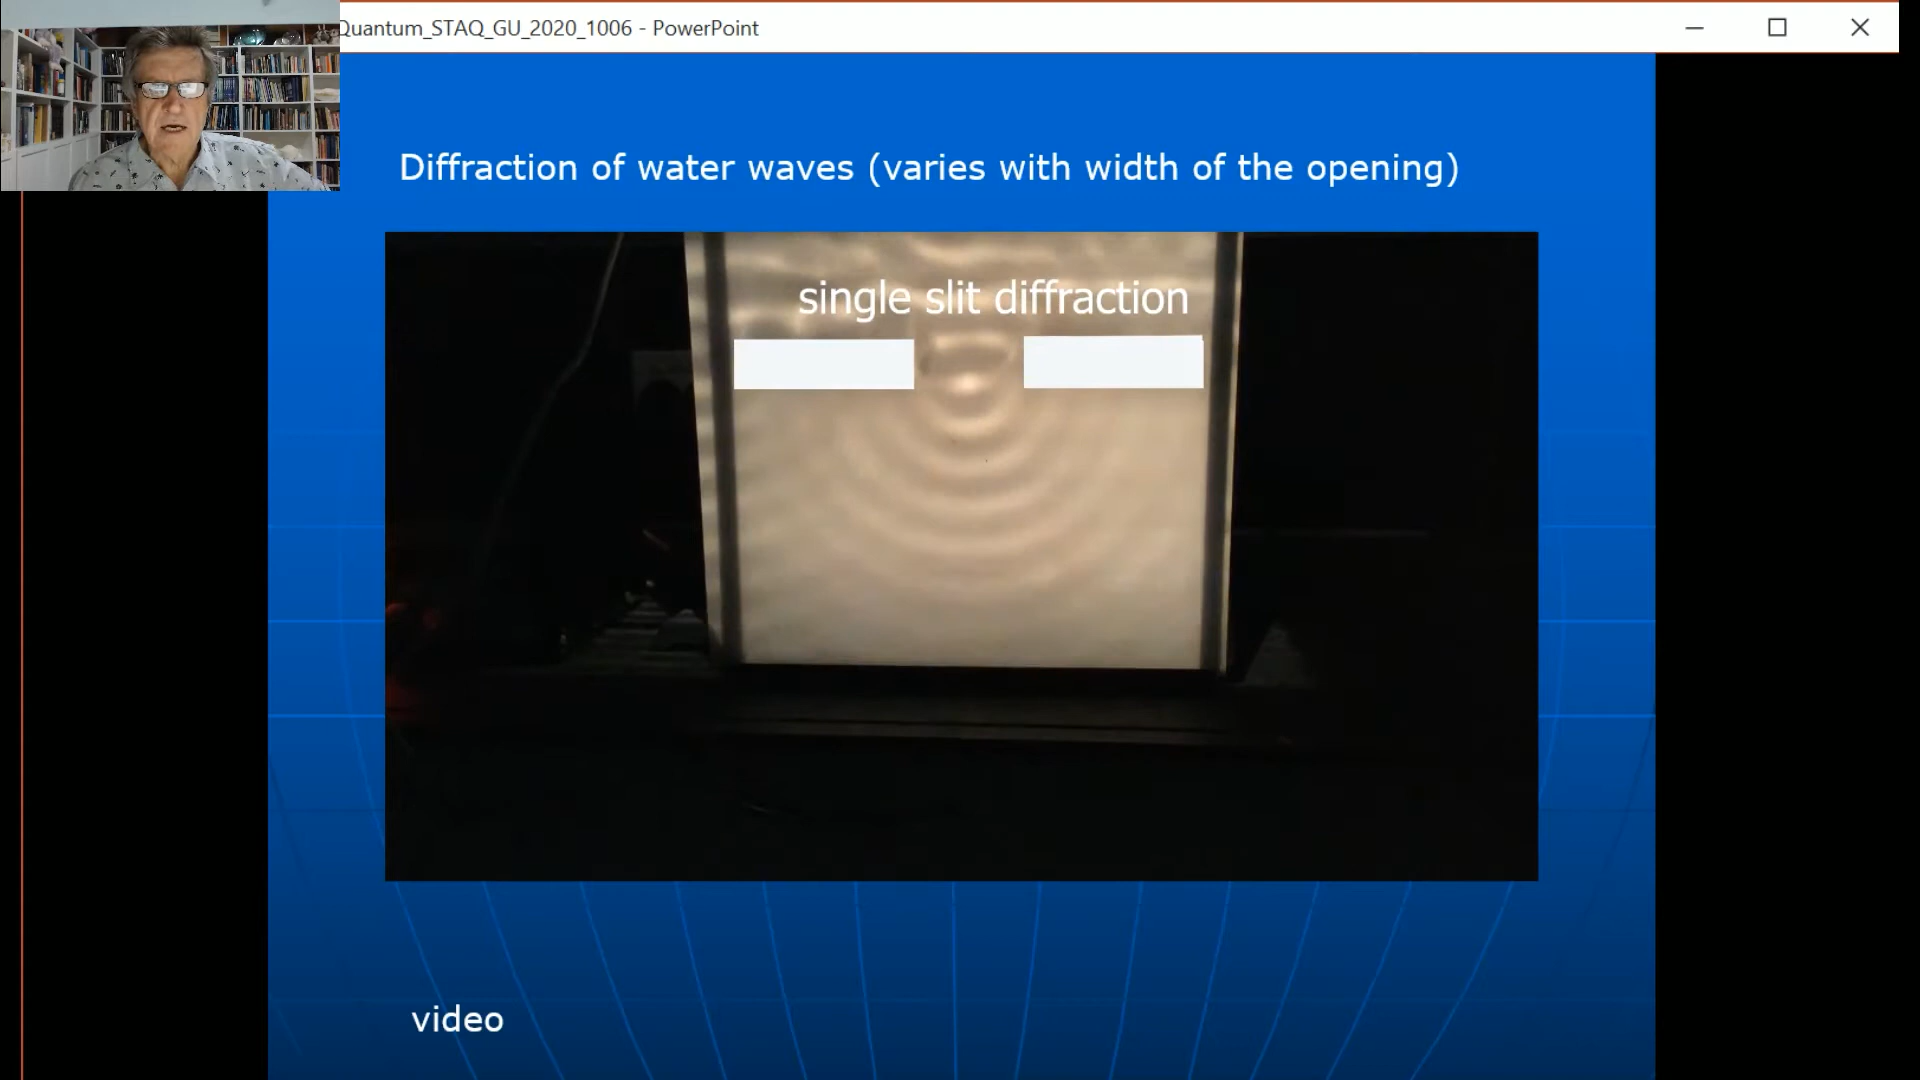 Quantum_STAQ_GU_2020_1006 - PowerPoint
Diffraction of water waves (varies with width of the opening)
single slit diffraction
video